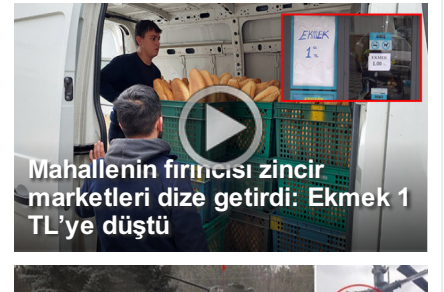 EKMEK
1
EKMEK
1.00
Mahallenin fırıncısı zincir
marketleri dize getirdi: Ekmek 1
TL’ye düştü